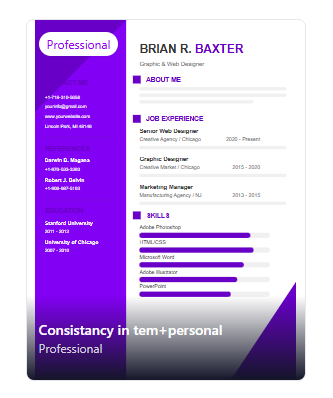 Professional
+1-718-310-5588
yourinfo@gmail.com
www.yourwebsite.com
Lincoln Park, MI 48146
REFERENCES
Darwin B. Magana
+1-970-533-3393
Robert J. Belvin
+1-908-987-5103
EDUCATION
Stanford University
2011 - 2013
University of Chicago
2007 - 2010
BRIAN R. BAXTER
Graphic & Web Designer
ABOUT ME
JOB EXPERIENCE
Senior Web Designer
Creative Agency / Chicago 2020 - Present
Graphic Designer
Creative Market / Chicago 2015 - 2020
Marketing Manager
Manufacturing Agency / NJ 2013 - 2015
SKILLS
Adobe Photoshop
HTML/CSS
Microsoft Word
Adobe Illustrator
PowerPoint
Consistancy in tem+personal
Professional